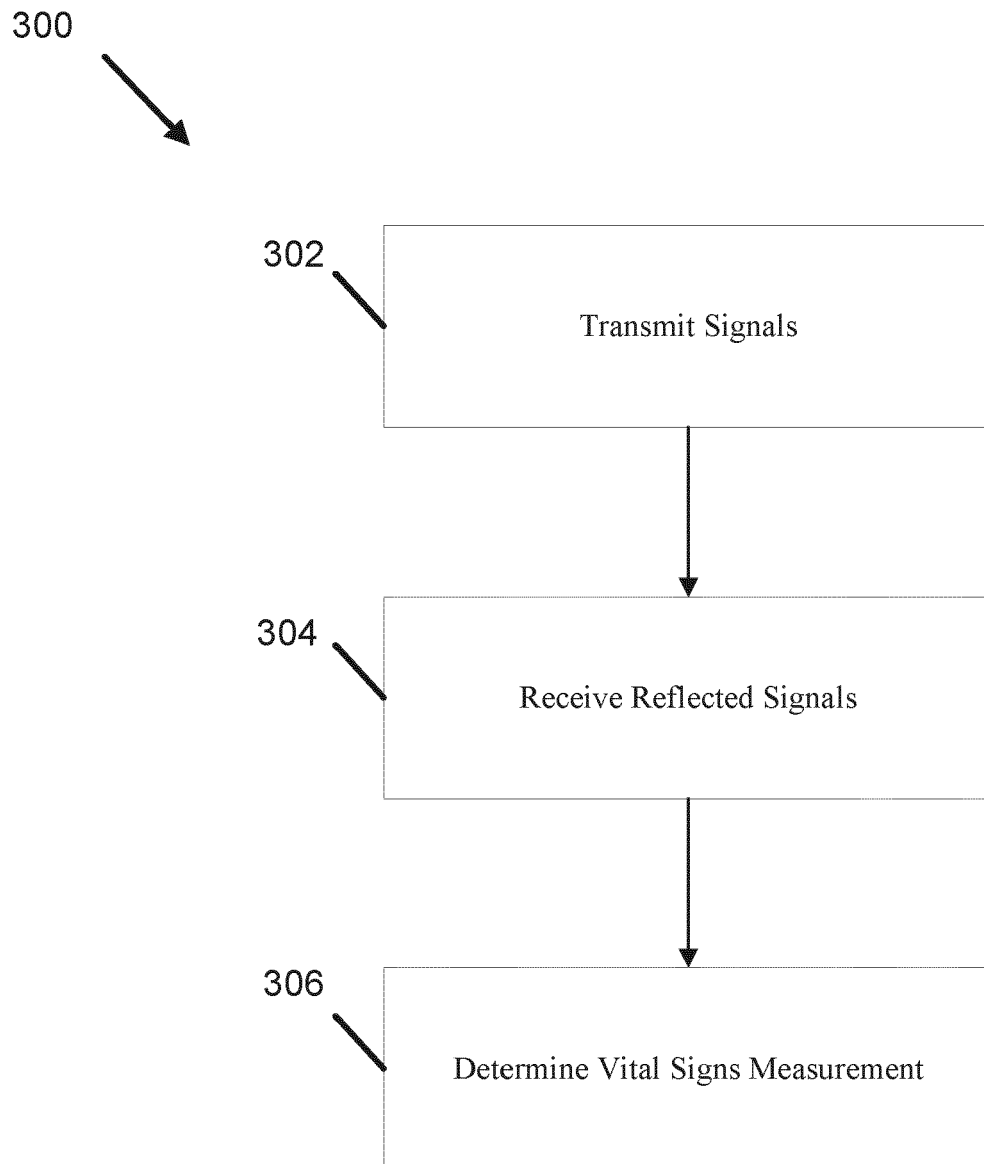 300
302
Transmit Signals
304
Receive Reflected Signals
306
Determine Vital Signs Measurement